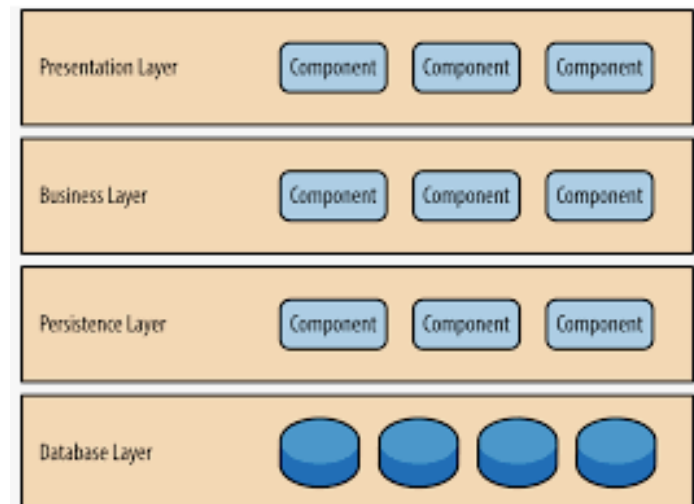 Presentation Layer Component Component Component
Business Layer Component Component Component
Persistence Layer Component Component Component
Database Layer